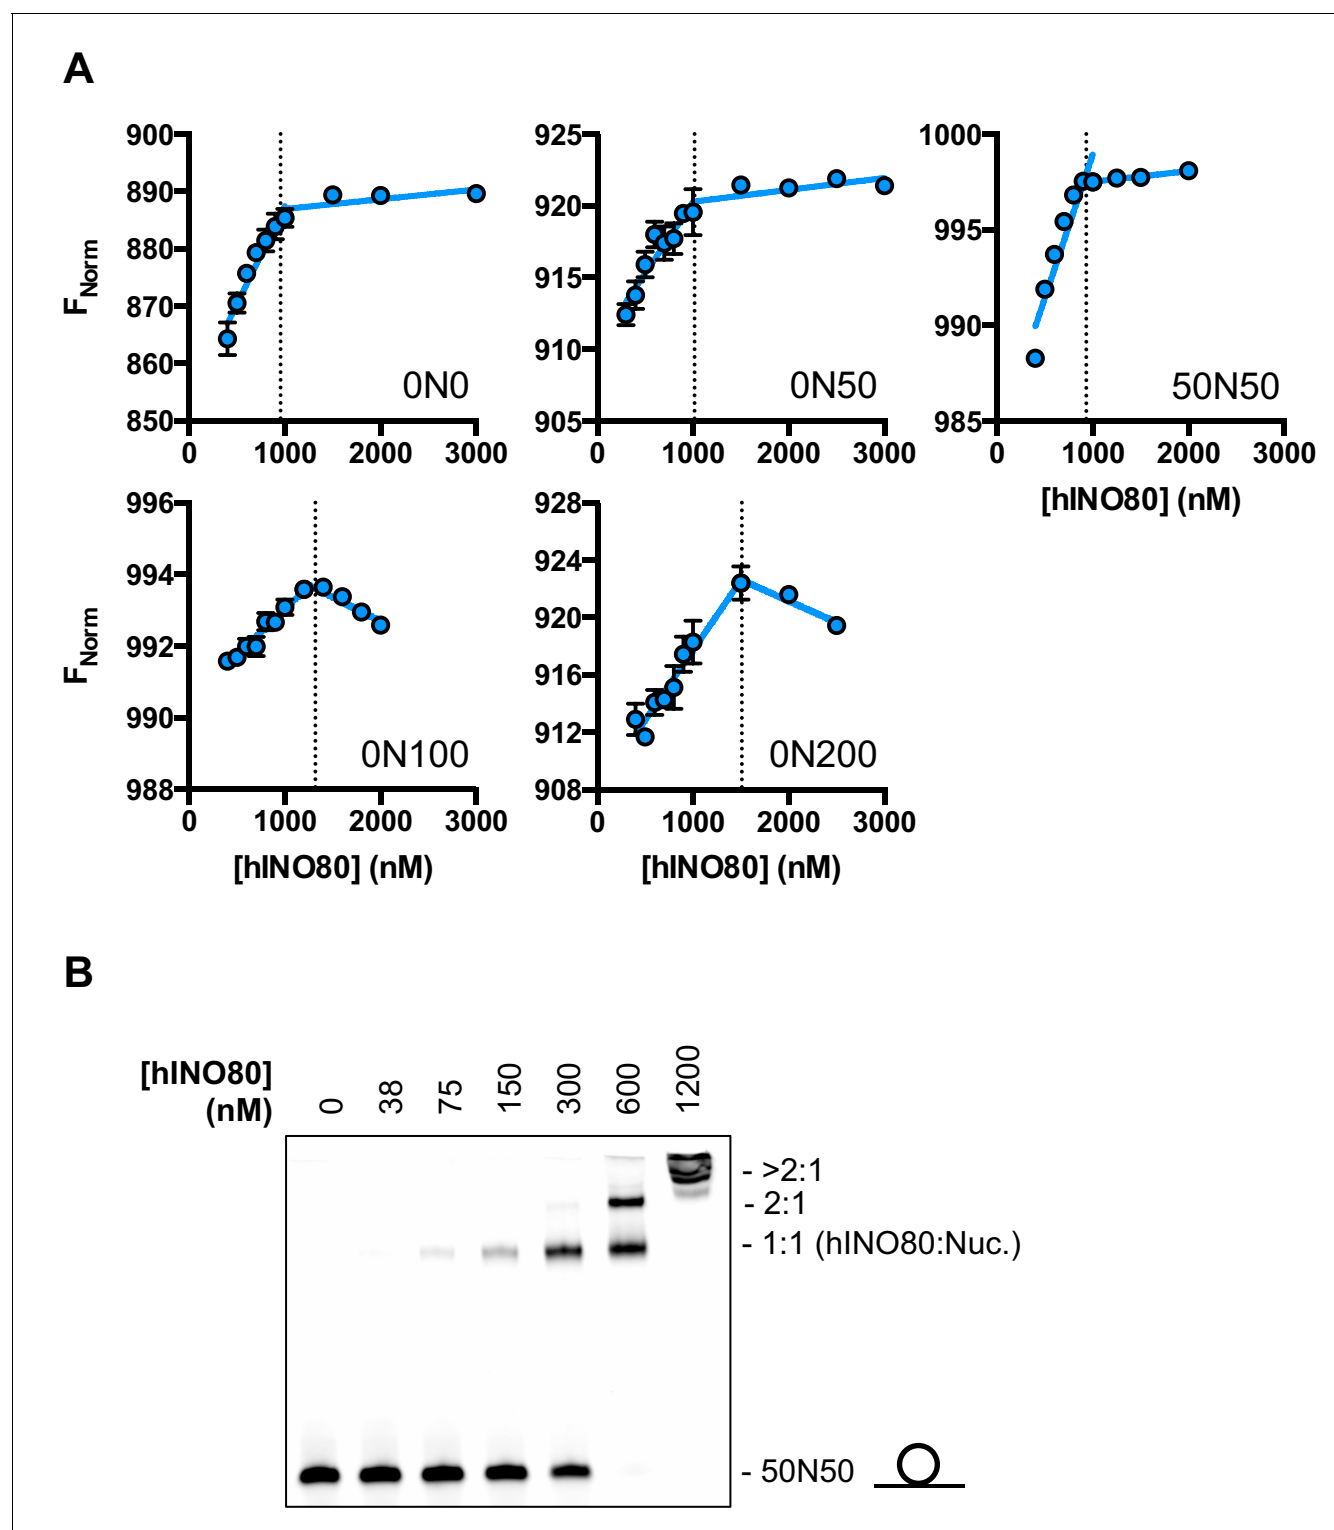 A
900
890
880
870
860
850
F_Norm
0 1000 2000 3000
0N0
925
920
915
910
905
0 1000 2000 3000
0N50
1000
995
990
985
0 1000 2000 3000
50N50
[hINO80] (nM)
996
994
992
990
988
F_Norm
0 1000 2000 3000
0N100
[hINO80] (nM)
928
924
920
916
912
908
0 1000 2000 3000
0N200
[hINO80] (nM)
B
[hINO80]
(nM)
0 38 75 150 300 600 1200
- >2:1
- 2:1
- 1:1 (hINO80:Nuc.)
- 50N50